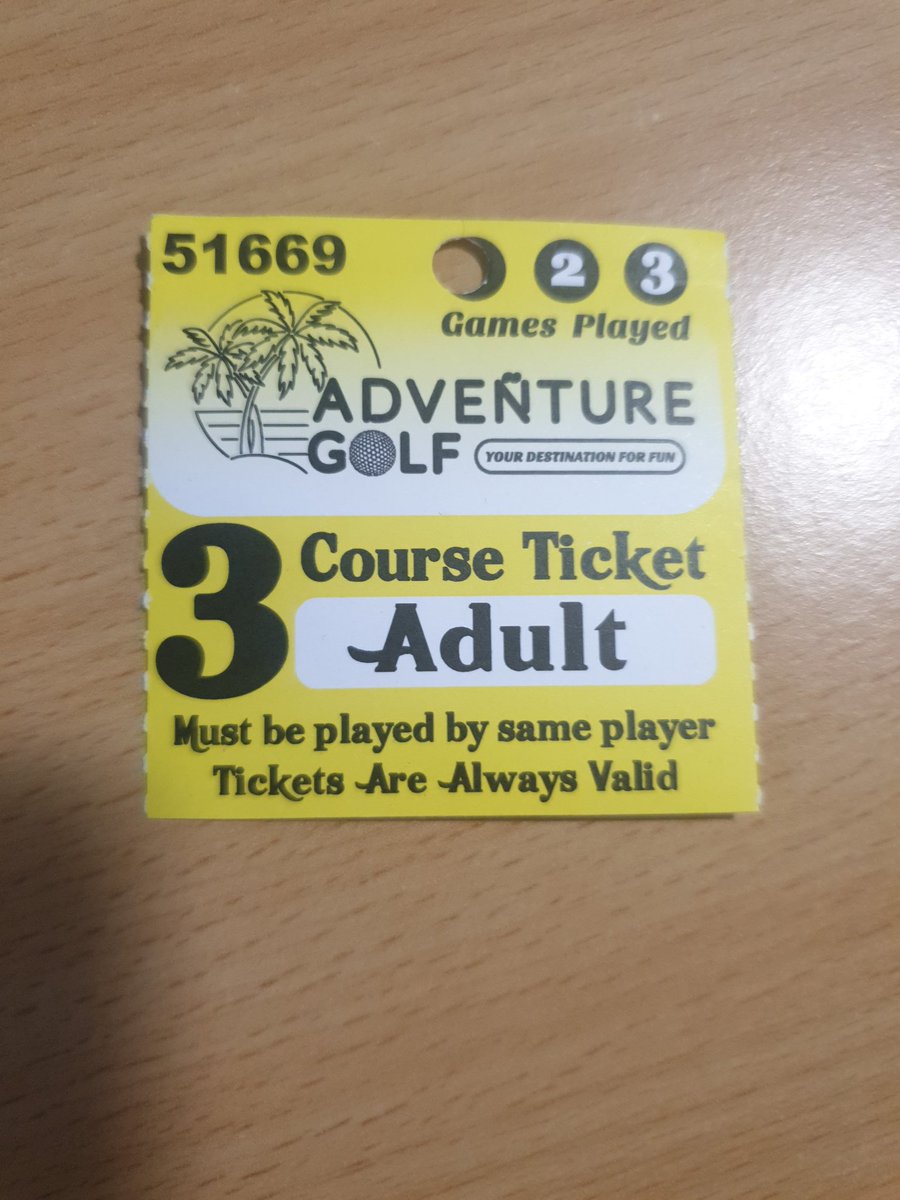 51669
2 3
Games Played
ADVEÑTURE
GOLF YOUR DESTINATION FOR FUN
3 Course Ticket
Adult
Must be played by same player
Tickets Are Always Valid